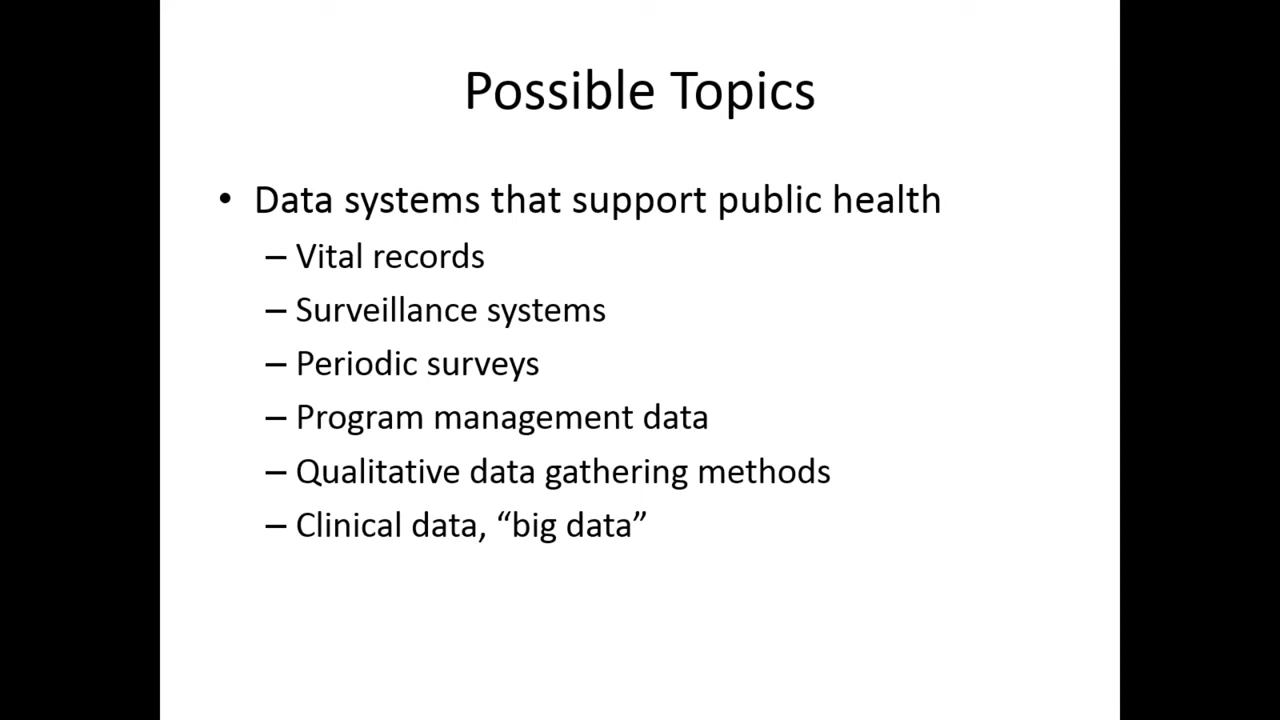 Possible Topics
• Data systems that support public health
– Vital records
– Surveillance systems
– Periodic surveys
– Program management data
– Qualitative data gathering methods
– Clinical data, “big data”